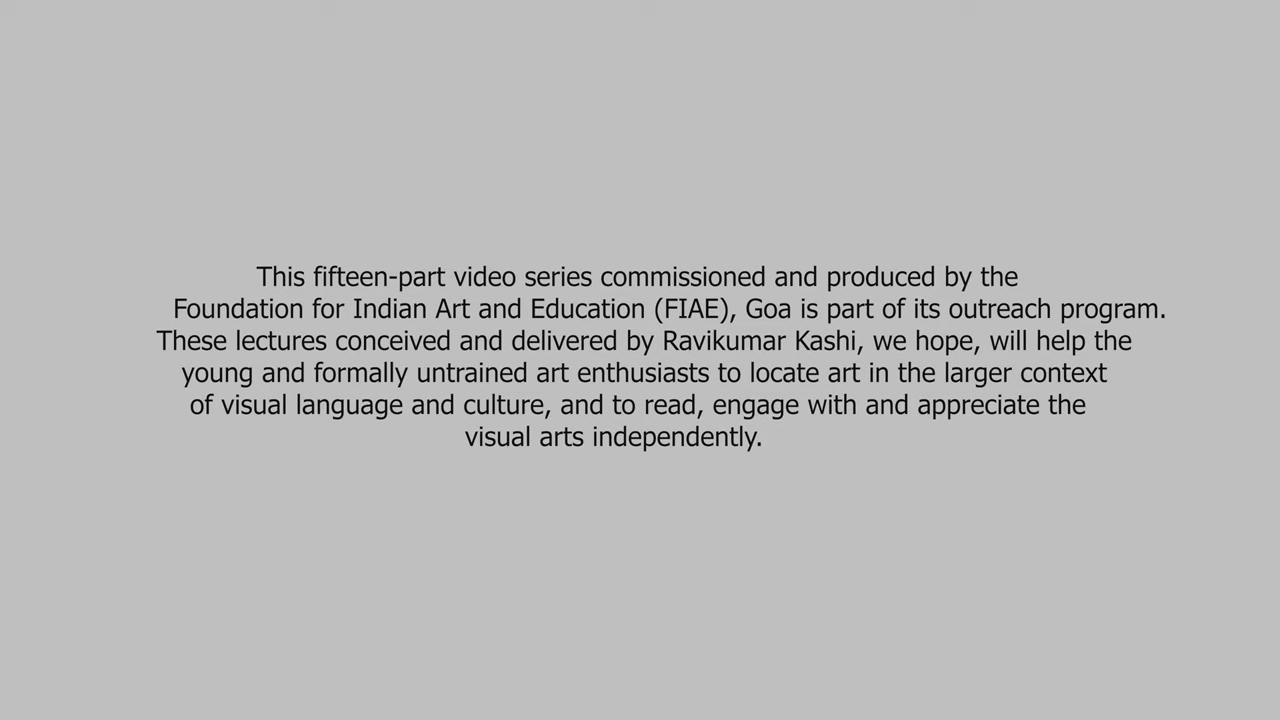 This fifteen-part video series commissioned and produced by the
Foundation for Indian Art and Education (FIAE), Goa is part of its outreach program.
These lectures conceived and delivered by Ravikumar Kashi, we hope, will help the
young and formally untrained art enthusiasts to locate art in the larger context
of visual language and culture, and to read, engage with and appreciate the
visual arts independently.